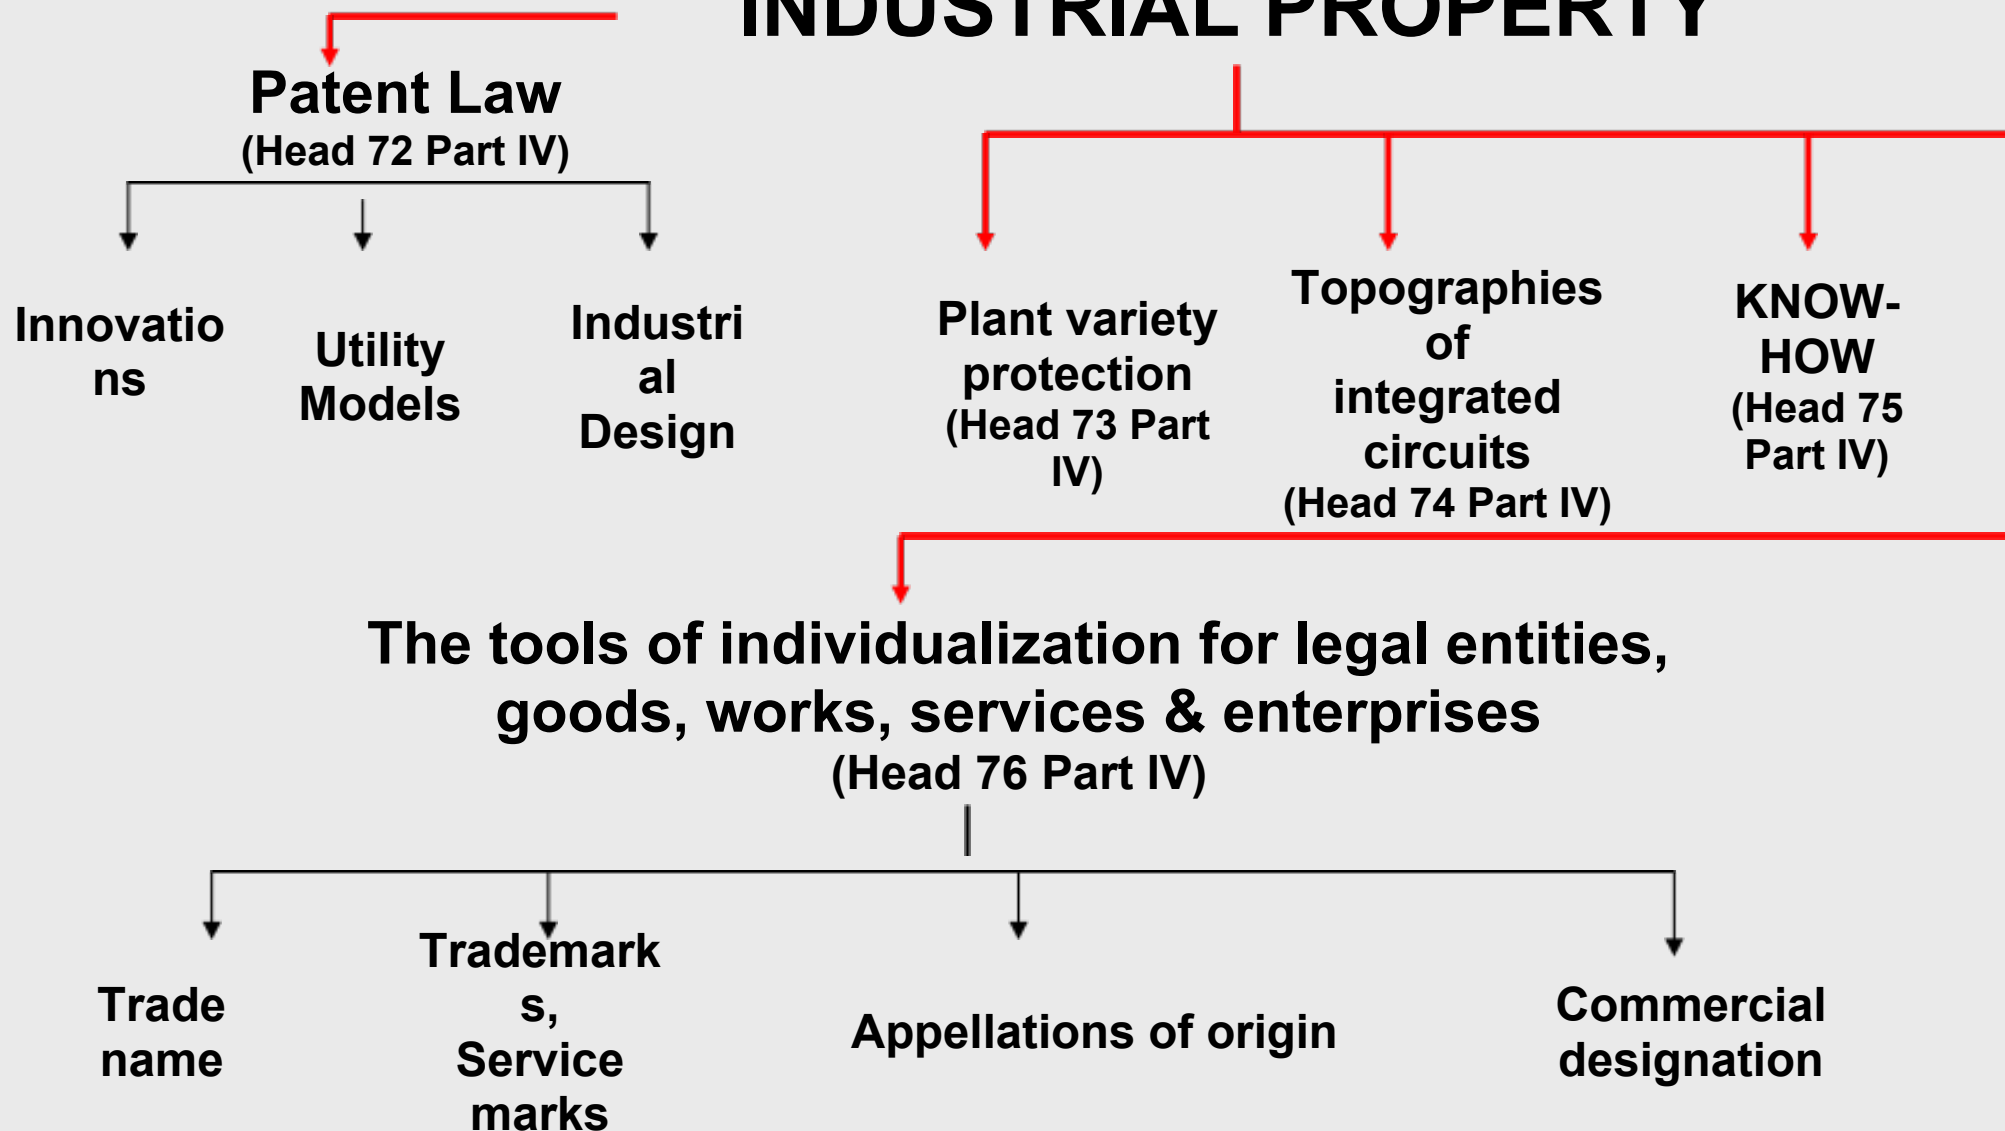 INDUSTRIAL PROPERTY
Patent Law
(Head 72 Part IV)
Innovatio
ns
Utility
Models
Industri
al
Design
Plant variety
protection
(Head 73 Part
IV)
Topographies
of
integrated
circuits
(Head 74 Part IV)
KNOW-
HOW
(Head 75
Part IV)
The tools of individualization for legal entities,
goods, works, services & enterprises
(Head 76 Part IV)
Trade
name
Trademark
s,
Service
marks
Appellations of origin
Commercial
designation